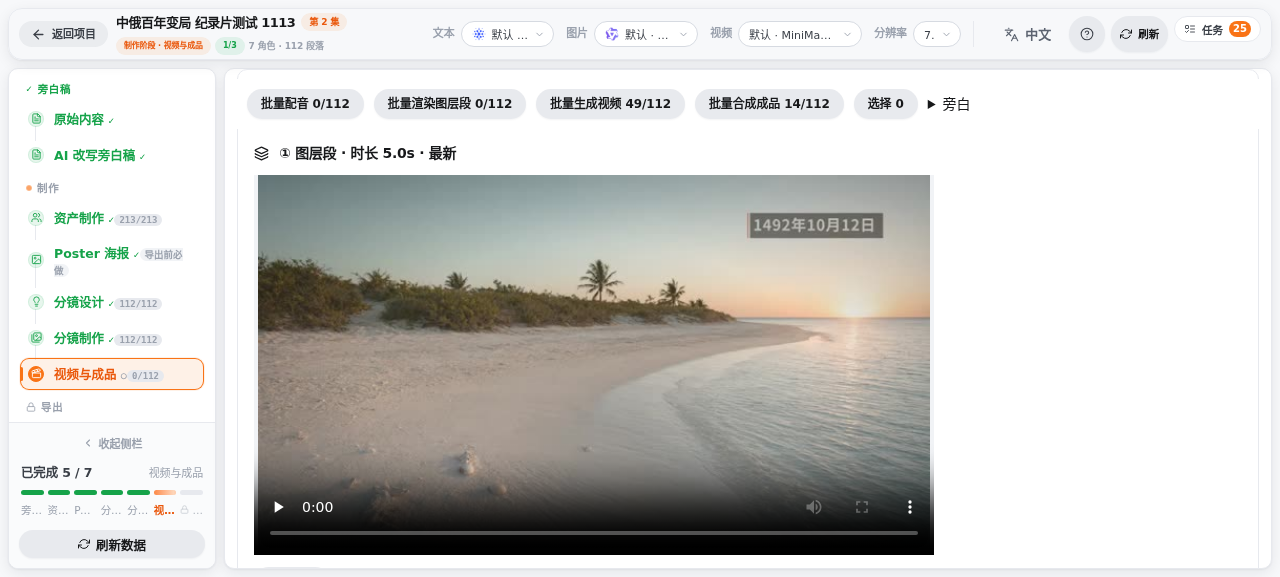 返回项目
中俄百年变局 纪录片测试 1113 第 2 集
制作阶段 · 视频与成品 1/3 7 角色 · 112 段落
文本 默认 ...
图片 默认 · ...
视频 默认 · MiniMa...
分辨率 7.
中文
刷新
任务 25
旁白稿
原始内容
AI 改写旁白稿
制作
资产制作 213/213
Poster 海报 导出前必做
分镜设计 112/112
分镜制作 112/112
视频与成品 0/112
导出
收起侧栏
已完成 5 / 7 视频与成品
旁... 资... P... 分... 分... 视... ...
刷新数据
批量配音 0/112
批量渲染图层段 0/112
批量生成视频 49/112
批量合成成品 14/112
选择 0
旁白
① 图层段 · 时长 5.0s · 最新
1492年10月12日
0:00